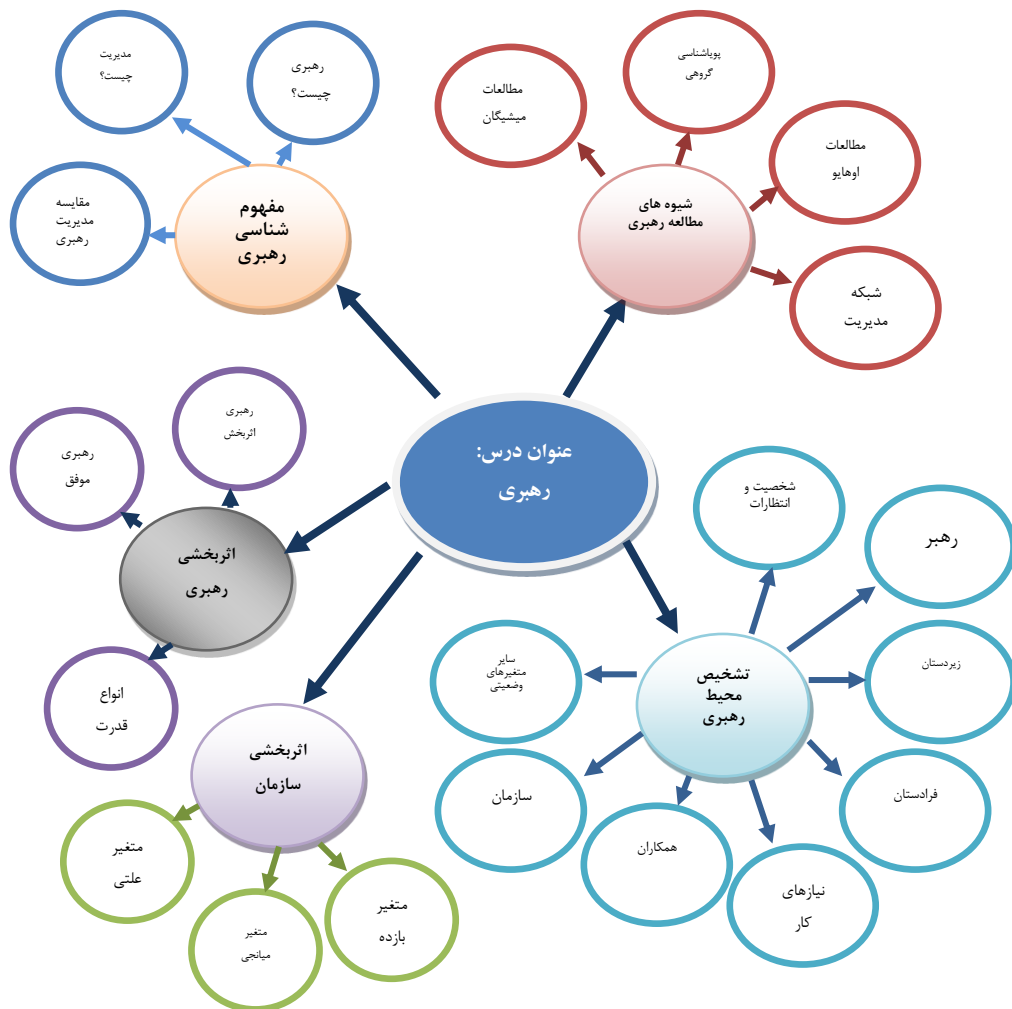 عنوان درس:
رهبری
شیوه های
مطالعه رهبری
مطالعات
میشیگان
پویاشناسی
گروهی
مطالعات
اوهایو
شبکه
مدیریت
مفهوم
شناسی
رهبری
رهبری
چیست؟
مدیریت
چیست؟
مقایسه
مدیریت
رهبری
اثربخشی
رهبری
رهبری
اثربخش
رهبری
موفق
انواع
قدرت
اثربخشی
سازمان
متغیر
علتی
متغیر
میانجی
متغیر
بازده
تشخیص
محیط
رهبری
شخصیت و
انتظارات
رهبر
زیردستان
فرادستان
نیازهای
کار
همکاران
سازمان
سایر
متغیرهای
وضعیتی